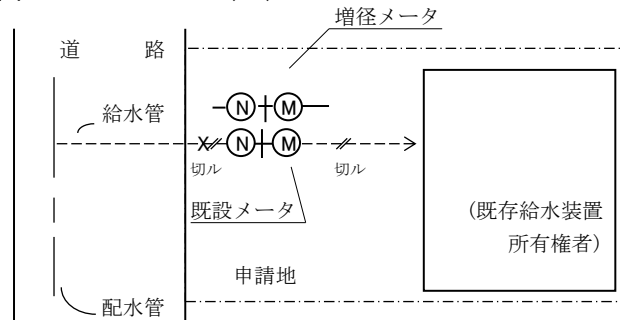 増径メータ
道 路
N M
給水管
X N M
切ル 切ル
既設メータ
(既存給水装置
所有権者)
申請地
配水管